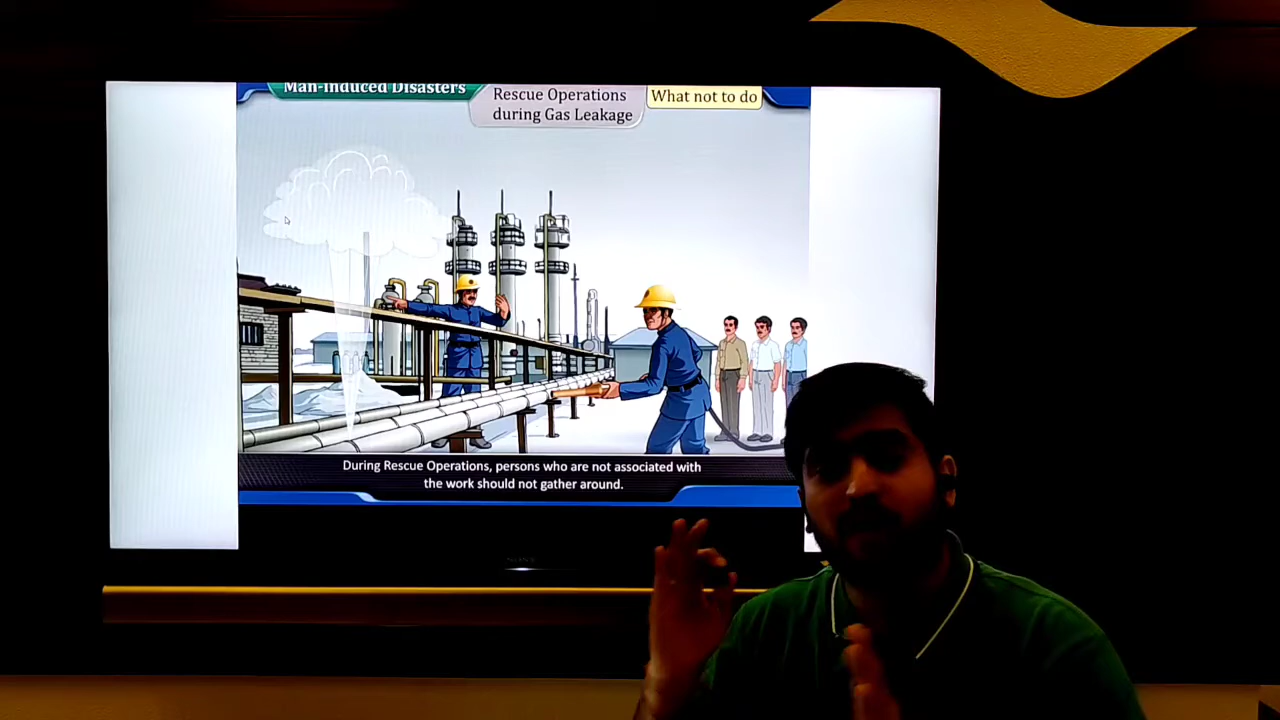 Man-induced Disasters
Rescue Operations
during Gas Leakage
What not to do
During Rescue Operations, persons who are not associated with
the work should not gather around.